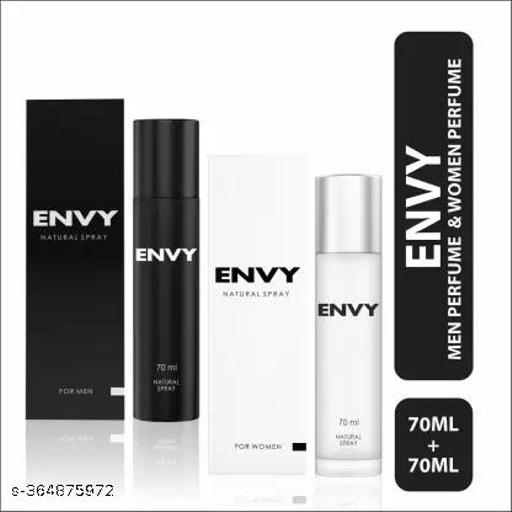 ENVY
NATURAL SPRAY
FOR MEN
ENVY
70 ml
NATURAL
SPRAY
ENVY
NATURAL SPRAY
FOR WOMEN
ENVY
70 ml
NATURAL
SPRAY
ENVY
MEN PERFUME & WOMEN PERFUME
70ML
+
70ML
s-364875972